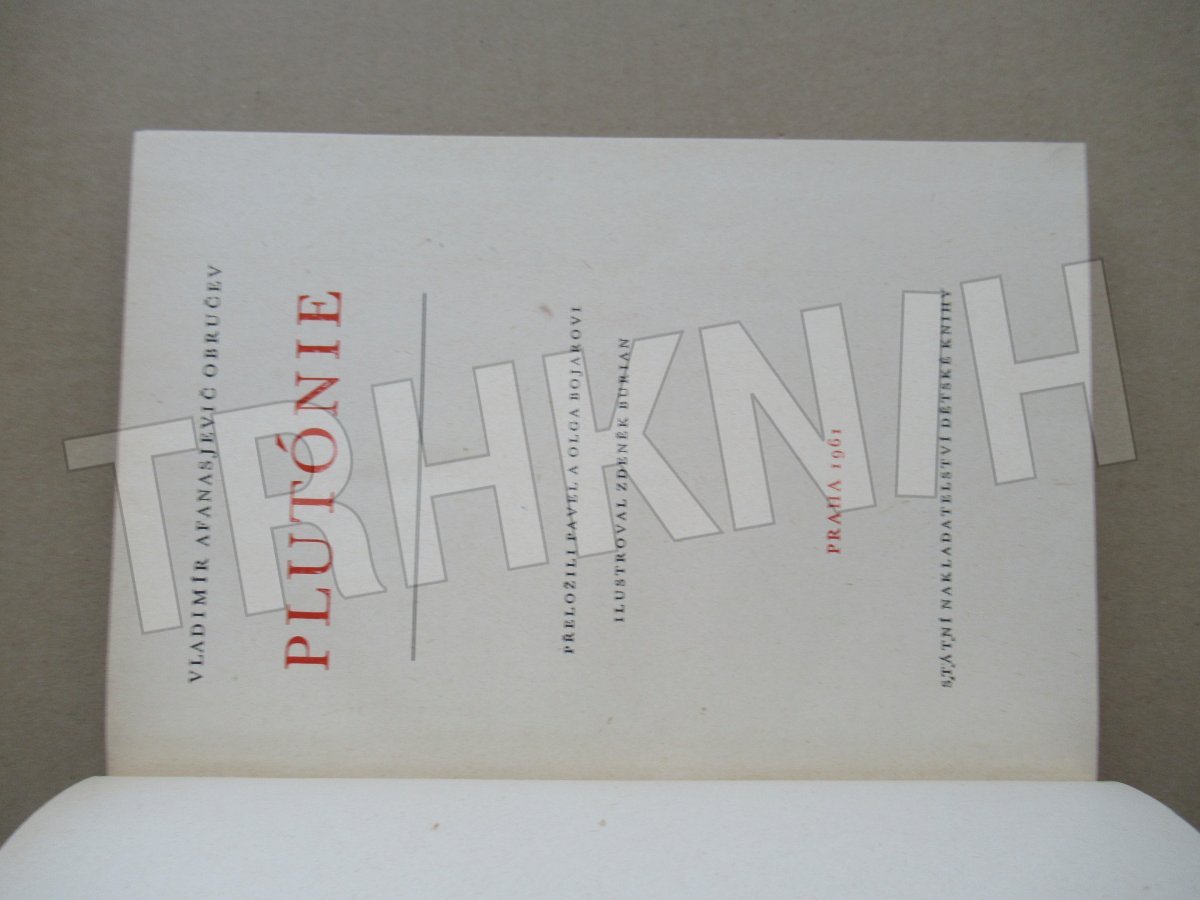 VLADIMÍR AFANASJEVIČ OBRUČEV
PLUTÓNIE
PŘELOŽILI PAVEL A OLGA BOJAROVI
ILUSTROVAL ZDENĚK BURIAN
PRAHA 1961
STÁTNÍ NAKLADATELSTVÍ DĚTSKÉ KNIHY
TRHKNIH